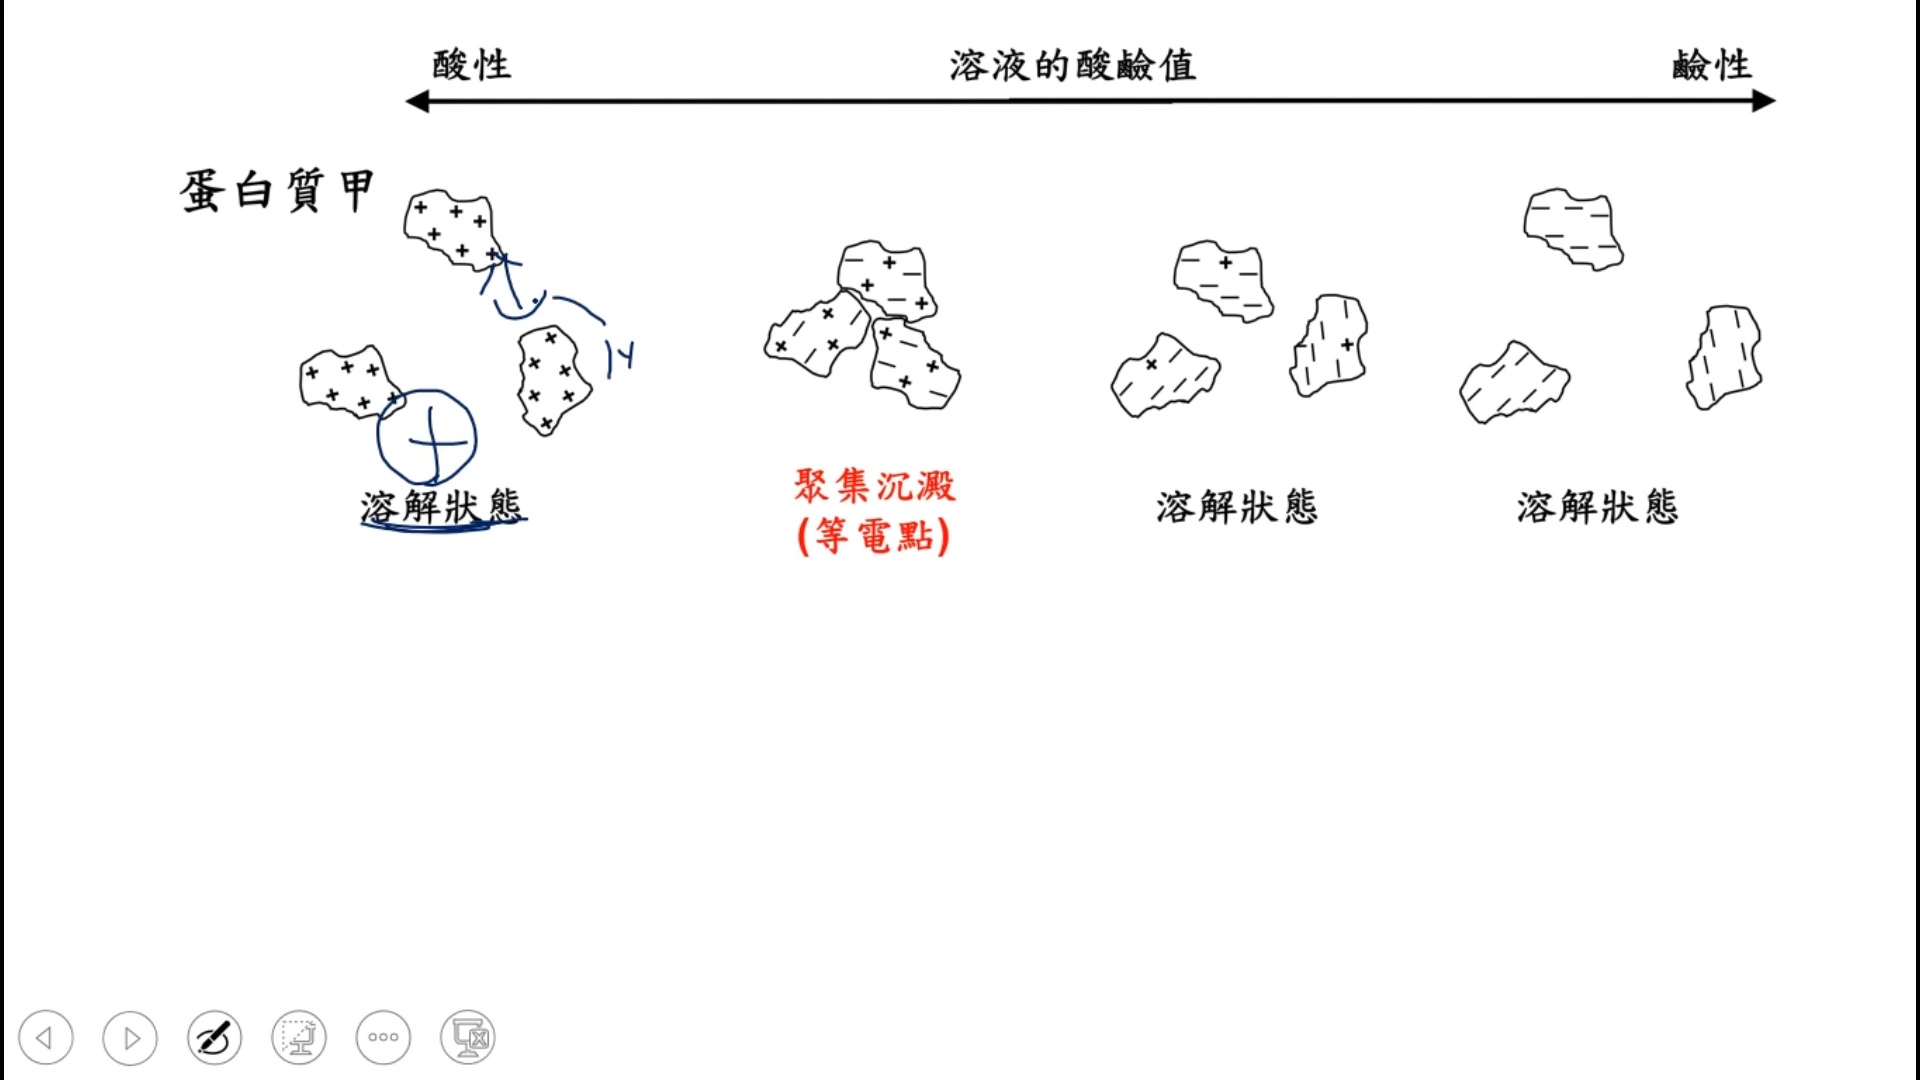 酸性
溶液的酸鹼值
鹼性
蛋白質甲
溶解狀態
聚集沉澱
(等電點)
溶解狀態
溶解狀態